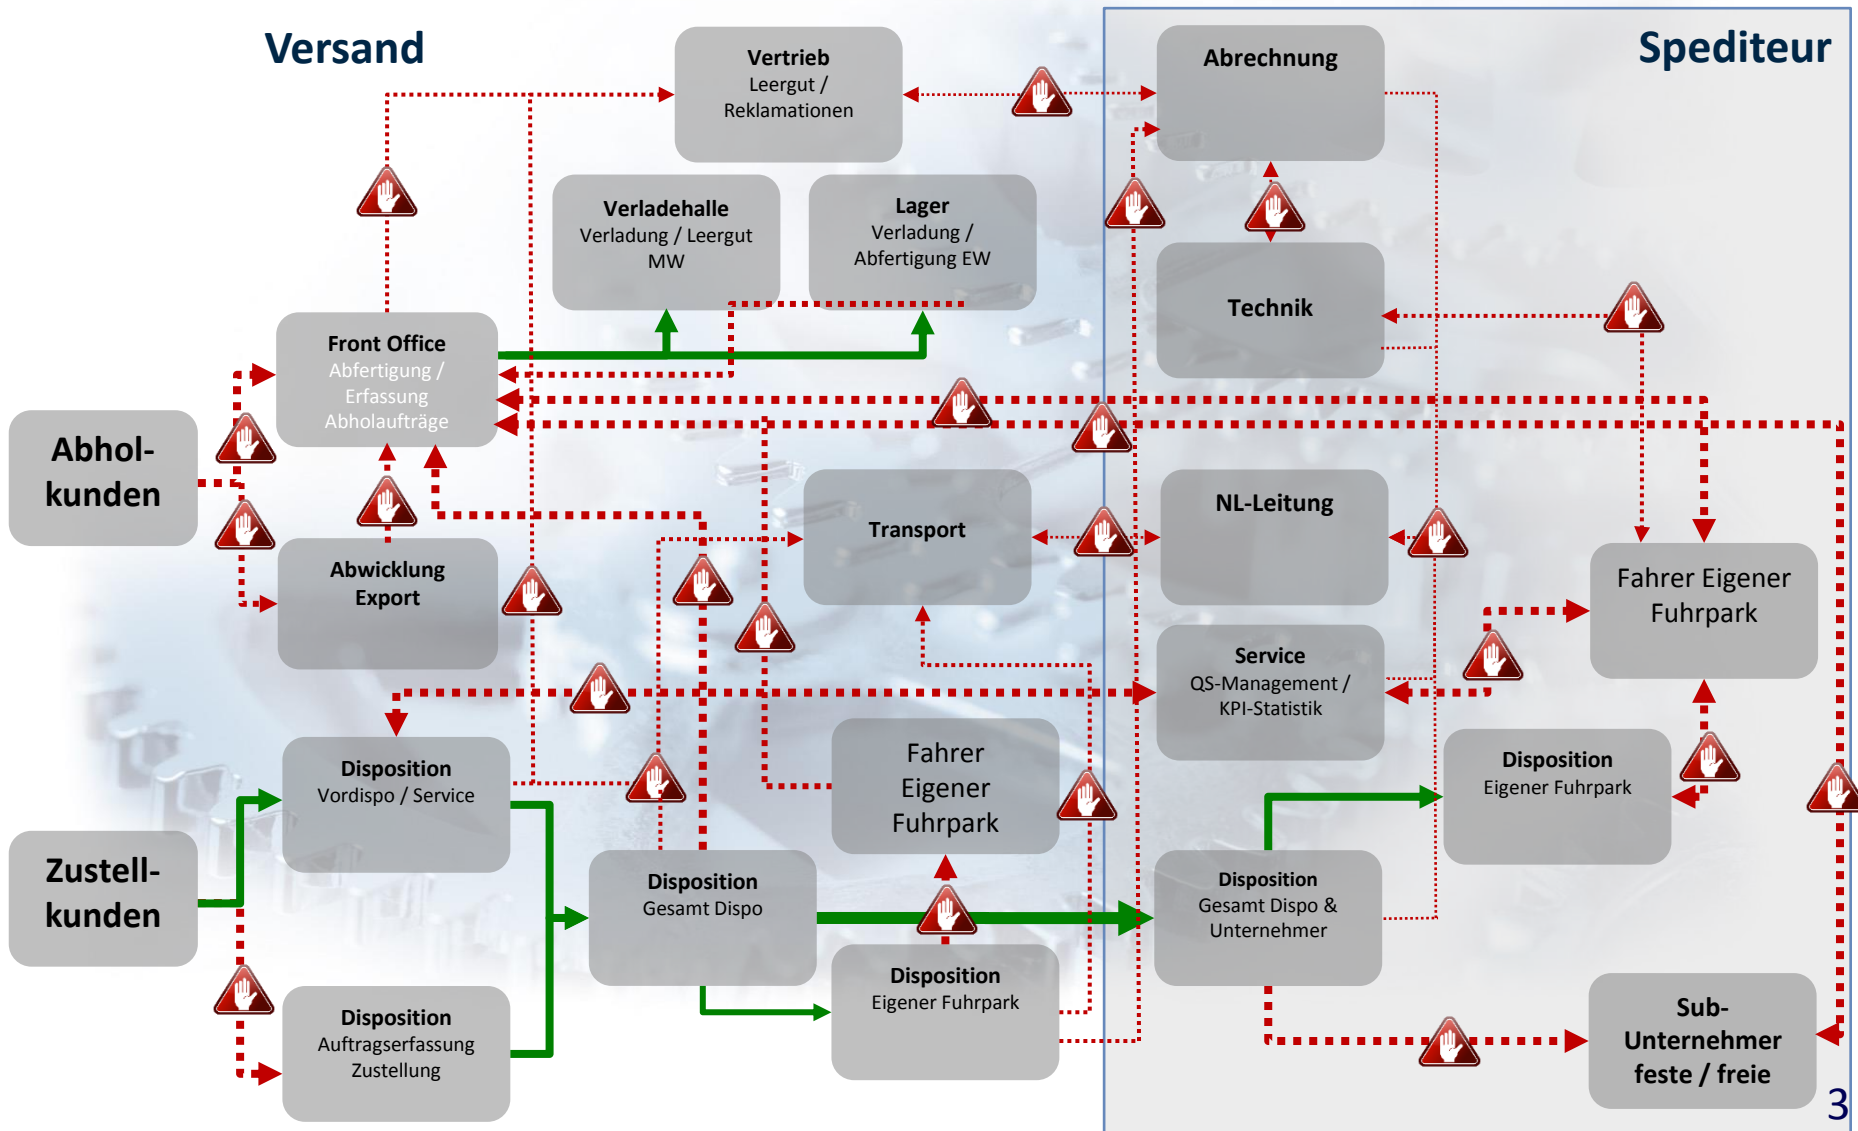 Versand
Spediteur
Vertrieb
Leergut /
Reklamationen
Abrechnung
Verladehalle
Verladung / Leergut
MW
Lager
Verladung /
Abfertigung EW
Technik
Front Office
Abfertigung /
Erfassung
Abholaufträge
Abhol-
kunden
Abwicklung
Export
Transport
NL-Leitung
Fahrer Eigener
Fuhrpark
Service
QS-Management /
KPI-Statistik
Disposition
Vordispo / Service
Fahrer
Eigener
Fuhrpark
Disposition
Eigener Fuhrpark
Zustell-
kunden
Disposition
Gesamt Dispo
Disposition
Gesamt Dispo &
Unternehmer
Disposition
Eigener Fuhrpark
Disposition
Auftragserfassung
Zustellung
Sub-
Unternehmer
feste / freie
3